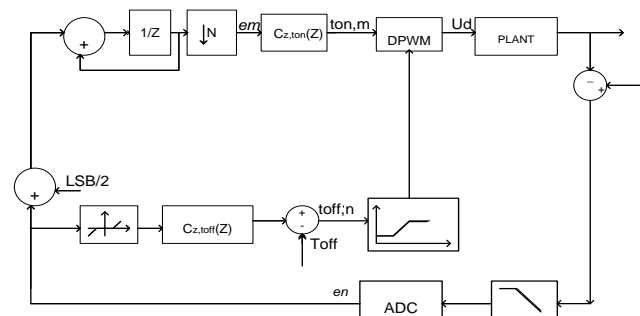 +
1/Z
↓N
em
Cz,ton(Z)
ton,m
DPWM
Ud
PLANT
−
+
+
LSB/2
Cz,toff(Z)
+
-
toff;n
Toff
en
ADC